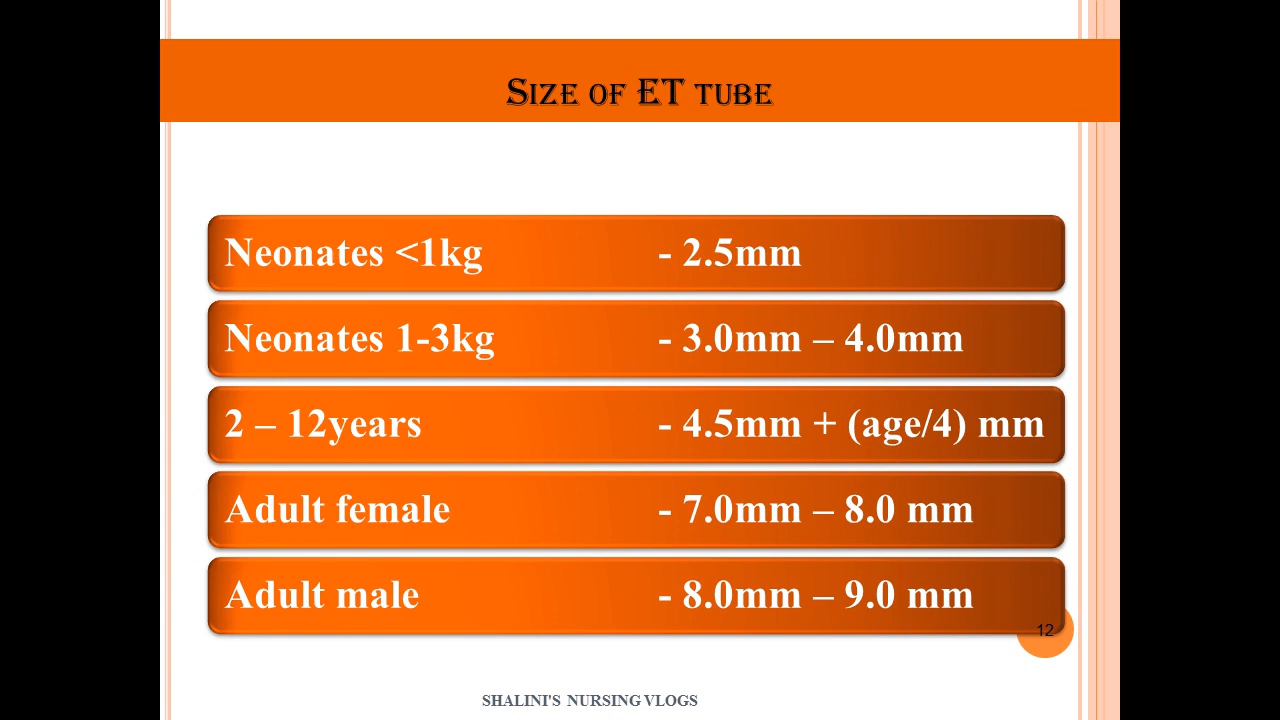 SIZE OF ET TUBE
Neonates <1kg - 2.5mm
Neonates 1-3kg - 3.0mm – 4.0mm
2 – 12years - 4.5mm + (age/4) mm
Adult female - 7.0mm – 8.0 mm
Adult male - 8.0mm – 9.0 mm
12
SHALINI'S NURSING VLOGS